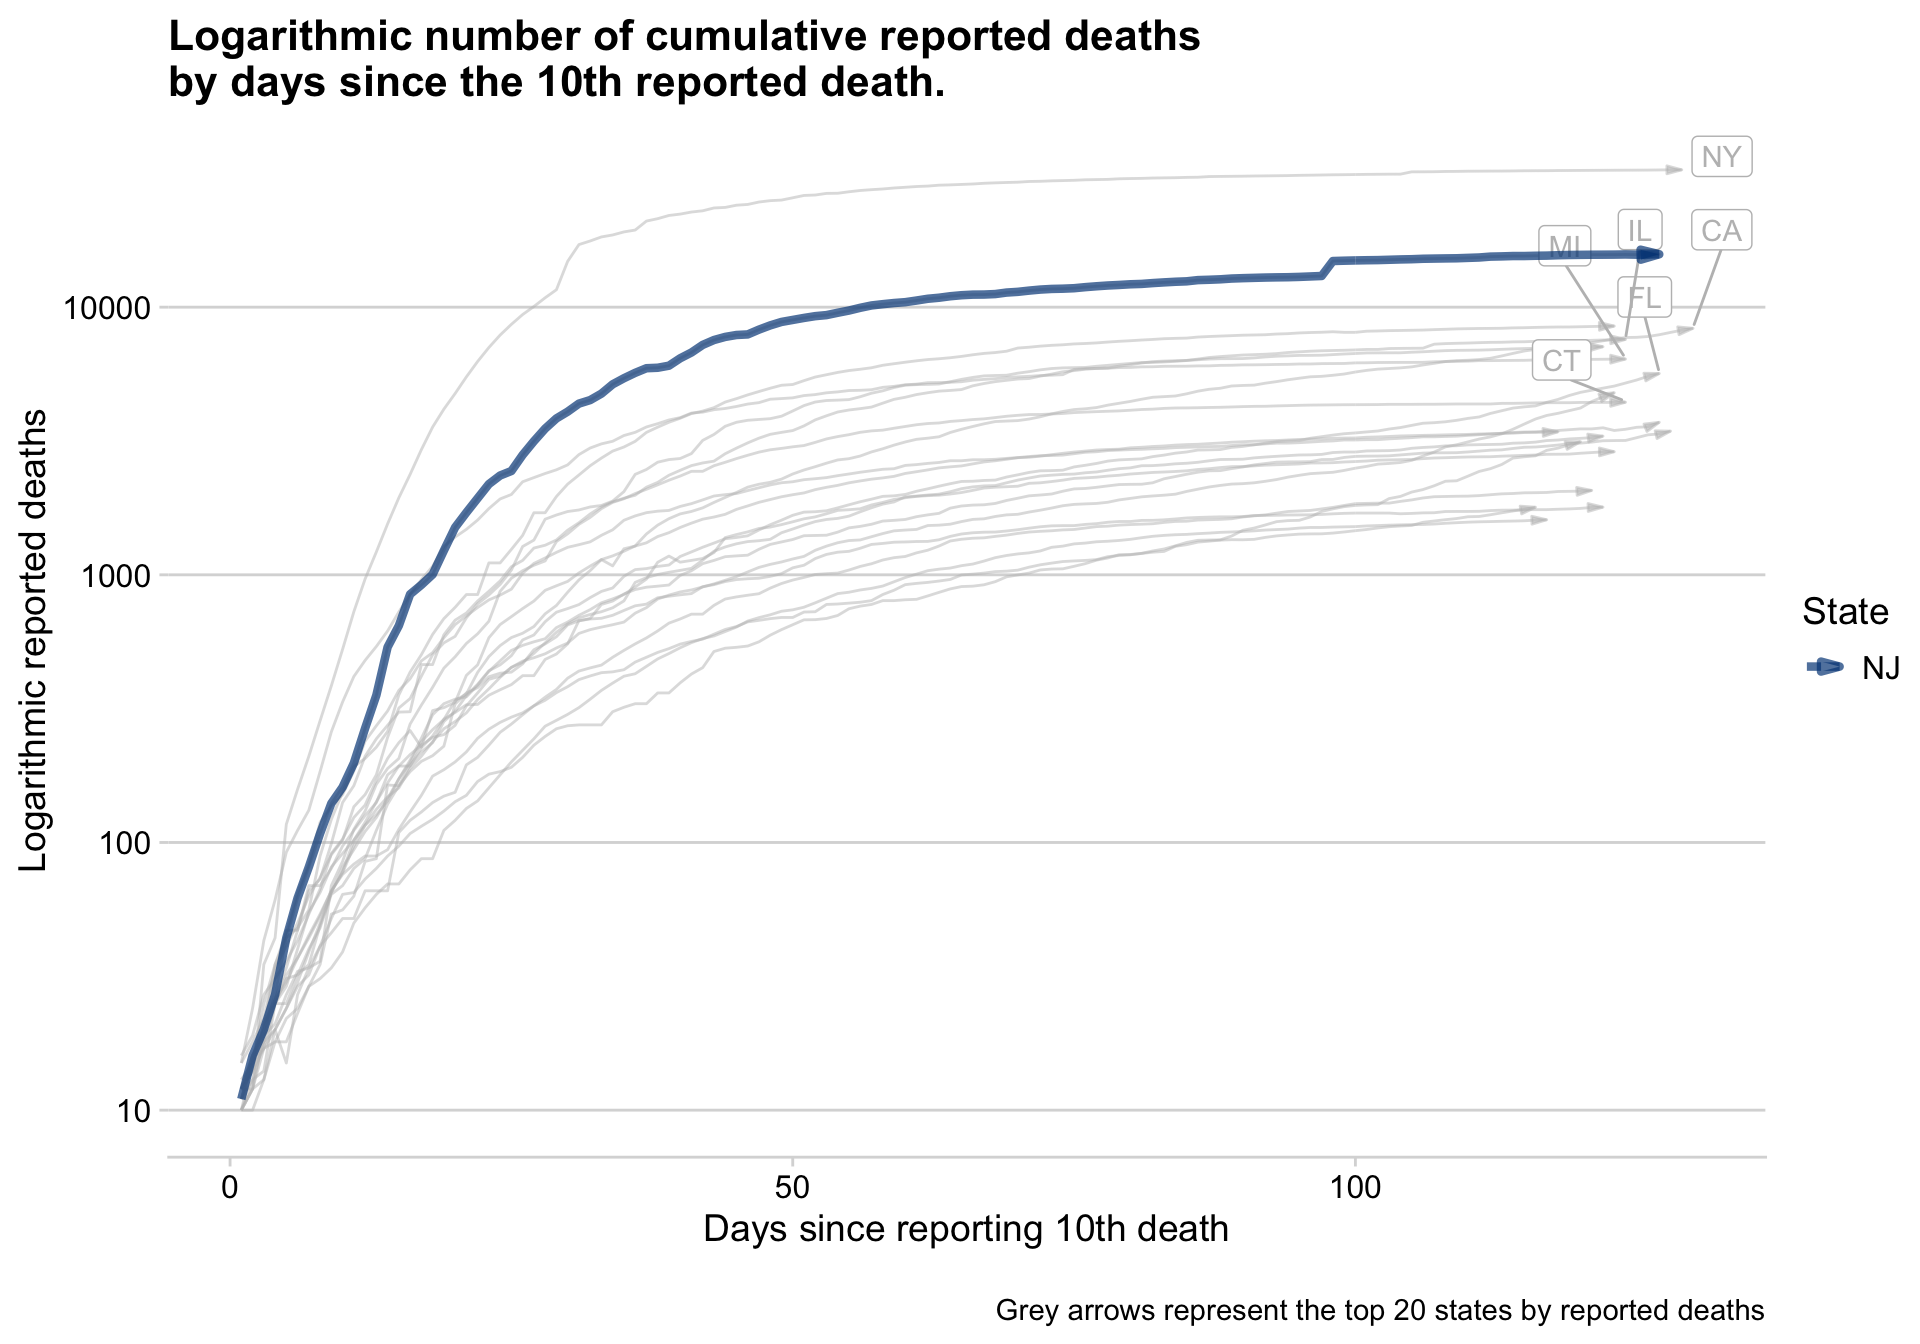 Logarithmic number of cumulative reported deaths
by days since the 10th reported death.
NY
MI
IL
CA
FL
CT
10000
1000
100
10
Logarithmic reported deaths
0
50
100
Days since reporting 10th death
State
NJ
Grey arrows represent the top 20 states by reported deaths